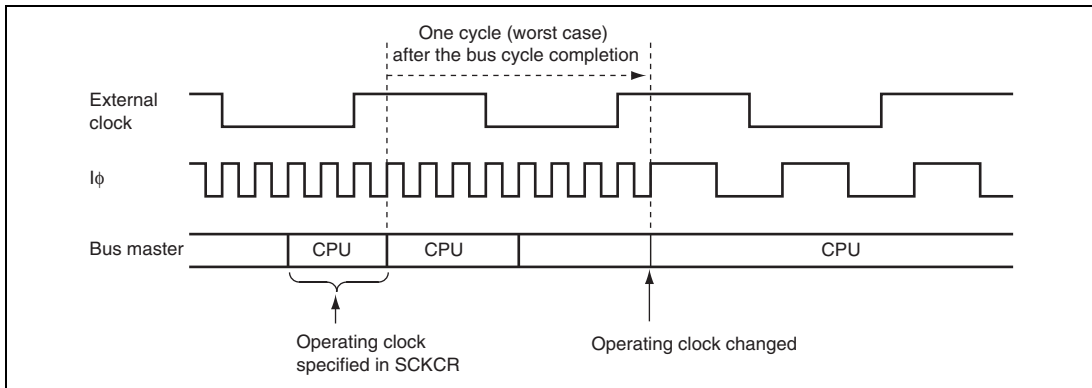 One cycle (worst case)
after the bus cycle completion
External
clock
Iϕ
Bus master
CPU
CPU
CPU
Operating clock
specified in SCKCR
Operating clock changed